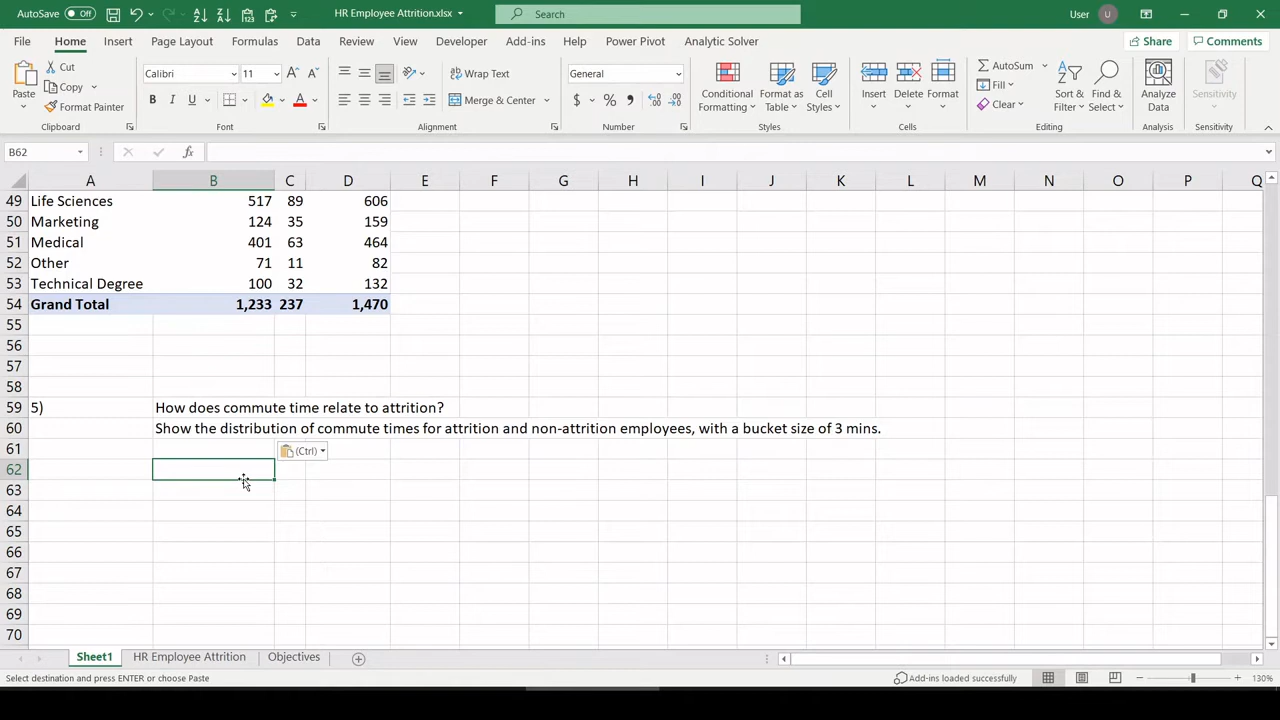 AutoSave Off HR Employee Attrition.xlsx Search User U
File Home Insert Page Layout Formulas Data Review View Developer Add-ins Help Power Pivot Analytic Solver Share Comments
Paste Cut Copy Format Painter
Calibri 11 B I U
Wrap Text Merge & Center
General $ % 9
Conditional Formatting Format as Table Cell Styles
Insert Delete Format
AutoSum Fill Clear Sort & Filter Find & Select
Analyze Data Sensitivity
Clipboard Font Alignment Number Styles Cells Editing Analysis Sensitivity
B62 fx
A B C D E F G H I J K L M N O P Q
49 Life Sciences 517 89 606
50 Marketing 124 35 159
51 Medical 401 63 464
52 Other 71 11 82
53 Technical Degree 100 32 132
54 Grand Total 1,233 237 1,470
55
56
57
58
59 5) How does commute time relate to attrition?
60 Show the distribution of commute times for attrition and non-attrition employees, with a bucket size of 3 mins.
61 (Ctrl)
62
63
64
65
66
67
68
69
70
Sheet1 HR Employee Attrition Objectives
Select destination and press ENTER or choose Paste Add-ins loaded successfully 130%